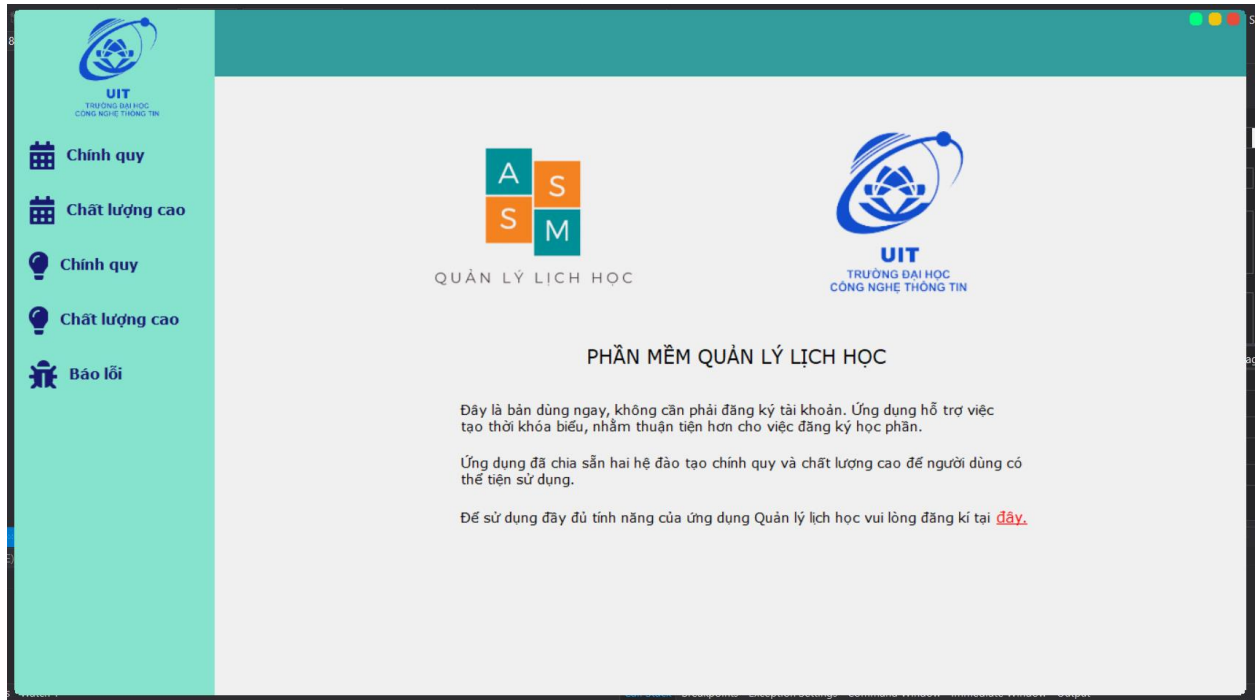 UIT
TRƯỜNG ĐẠI HỌC
CÔNG NGHỆ THÔNG TIN
Chính quy
Chất lượng cao
Chính quy
Chất lượng cao
Báo lỗi
A
S
S
M
QUẢN LÝ LỊCH HỌC
UIT
TRƯỜNG ĐẠI HỌC
CÔNG NGHỆ THÔNG TIN
PHẦN MỀM QUẢN LÝ LỊCH HỌC
Đây là bản dùng ngay, không cần phải đăng ký tài khoản. Ứng dụng hỗ trợ việc
tạo thời khóa biểu, nhằm thuận tiện hơn cho việc đăng ký học phần.
Ứng dụng đã chia sẵn hai hệ đào tạo chính quy và chất lượng cao để người dùng có
thể tiện sử dụng.
Để sử dụng đầy đủ tính năng của ứng dụng Quản lý lịch học vui lòng đăng kí tại đây.